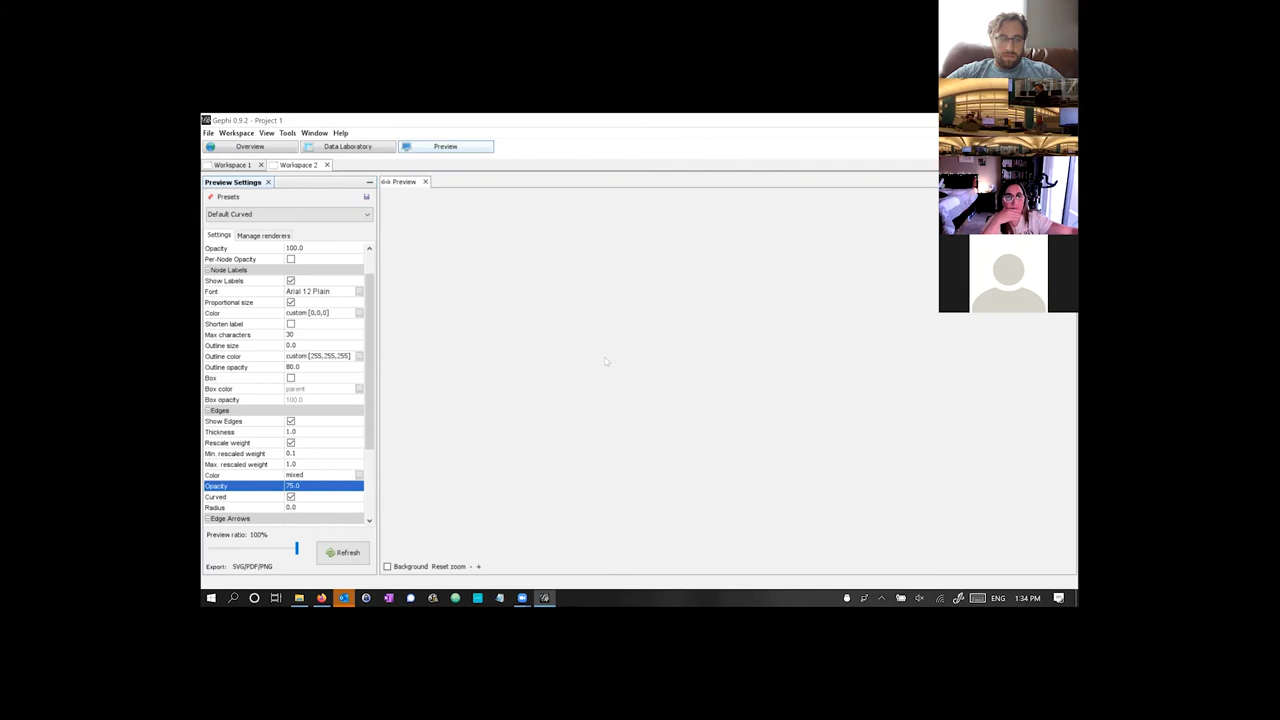 Gephi 0.9.2 - Project 1
File Workspace View Tools Window Help
Overview Data Laboratory Preview
Workspace 1 Workspace 2
Preview Settings
Preview
Presets
Default Curved
Settings Manage renderers
Opacity 100.0
Per-Node Opacity
Node Labels
Show Labels
Font Arial 12 Plain
Proportional size
Color custom [0,0,0]
Shorten label
Max characters 30
Outline size 0.0
Outline color custom [255,255,255]
Outline opacity 80.0
Box
Box color parent
Box opacity 100.0
Edges
Show Edges
Thickness 1.0
Rescale weight
Min. rescaled weight 0.1
Max. rescaled weight 1.0
Color mixed
Opacity 75.0
Curved
Radius 0.0
Edge Arrows
Preview ratio: 100%
Refresh
Export: SVG/PDF/PNG
Background Reset zoom - +
ENG 1:34 PM